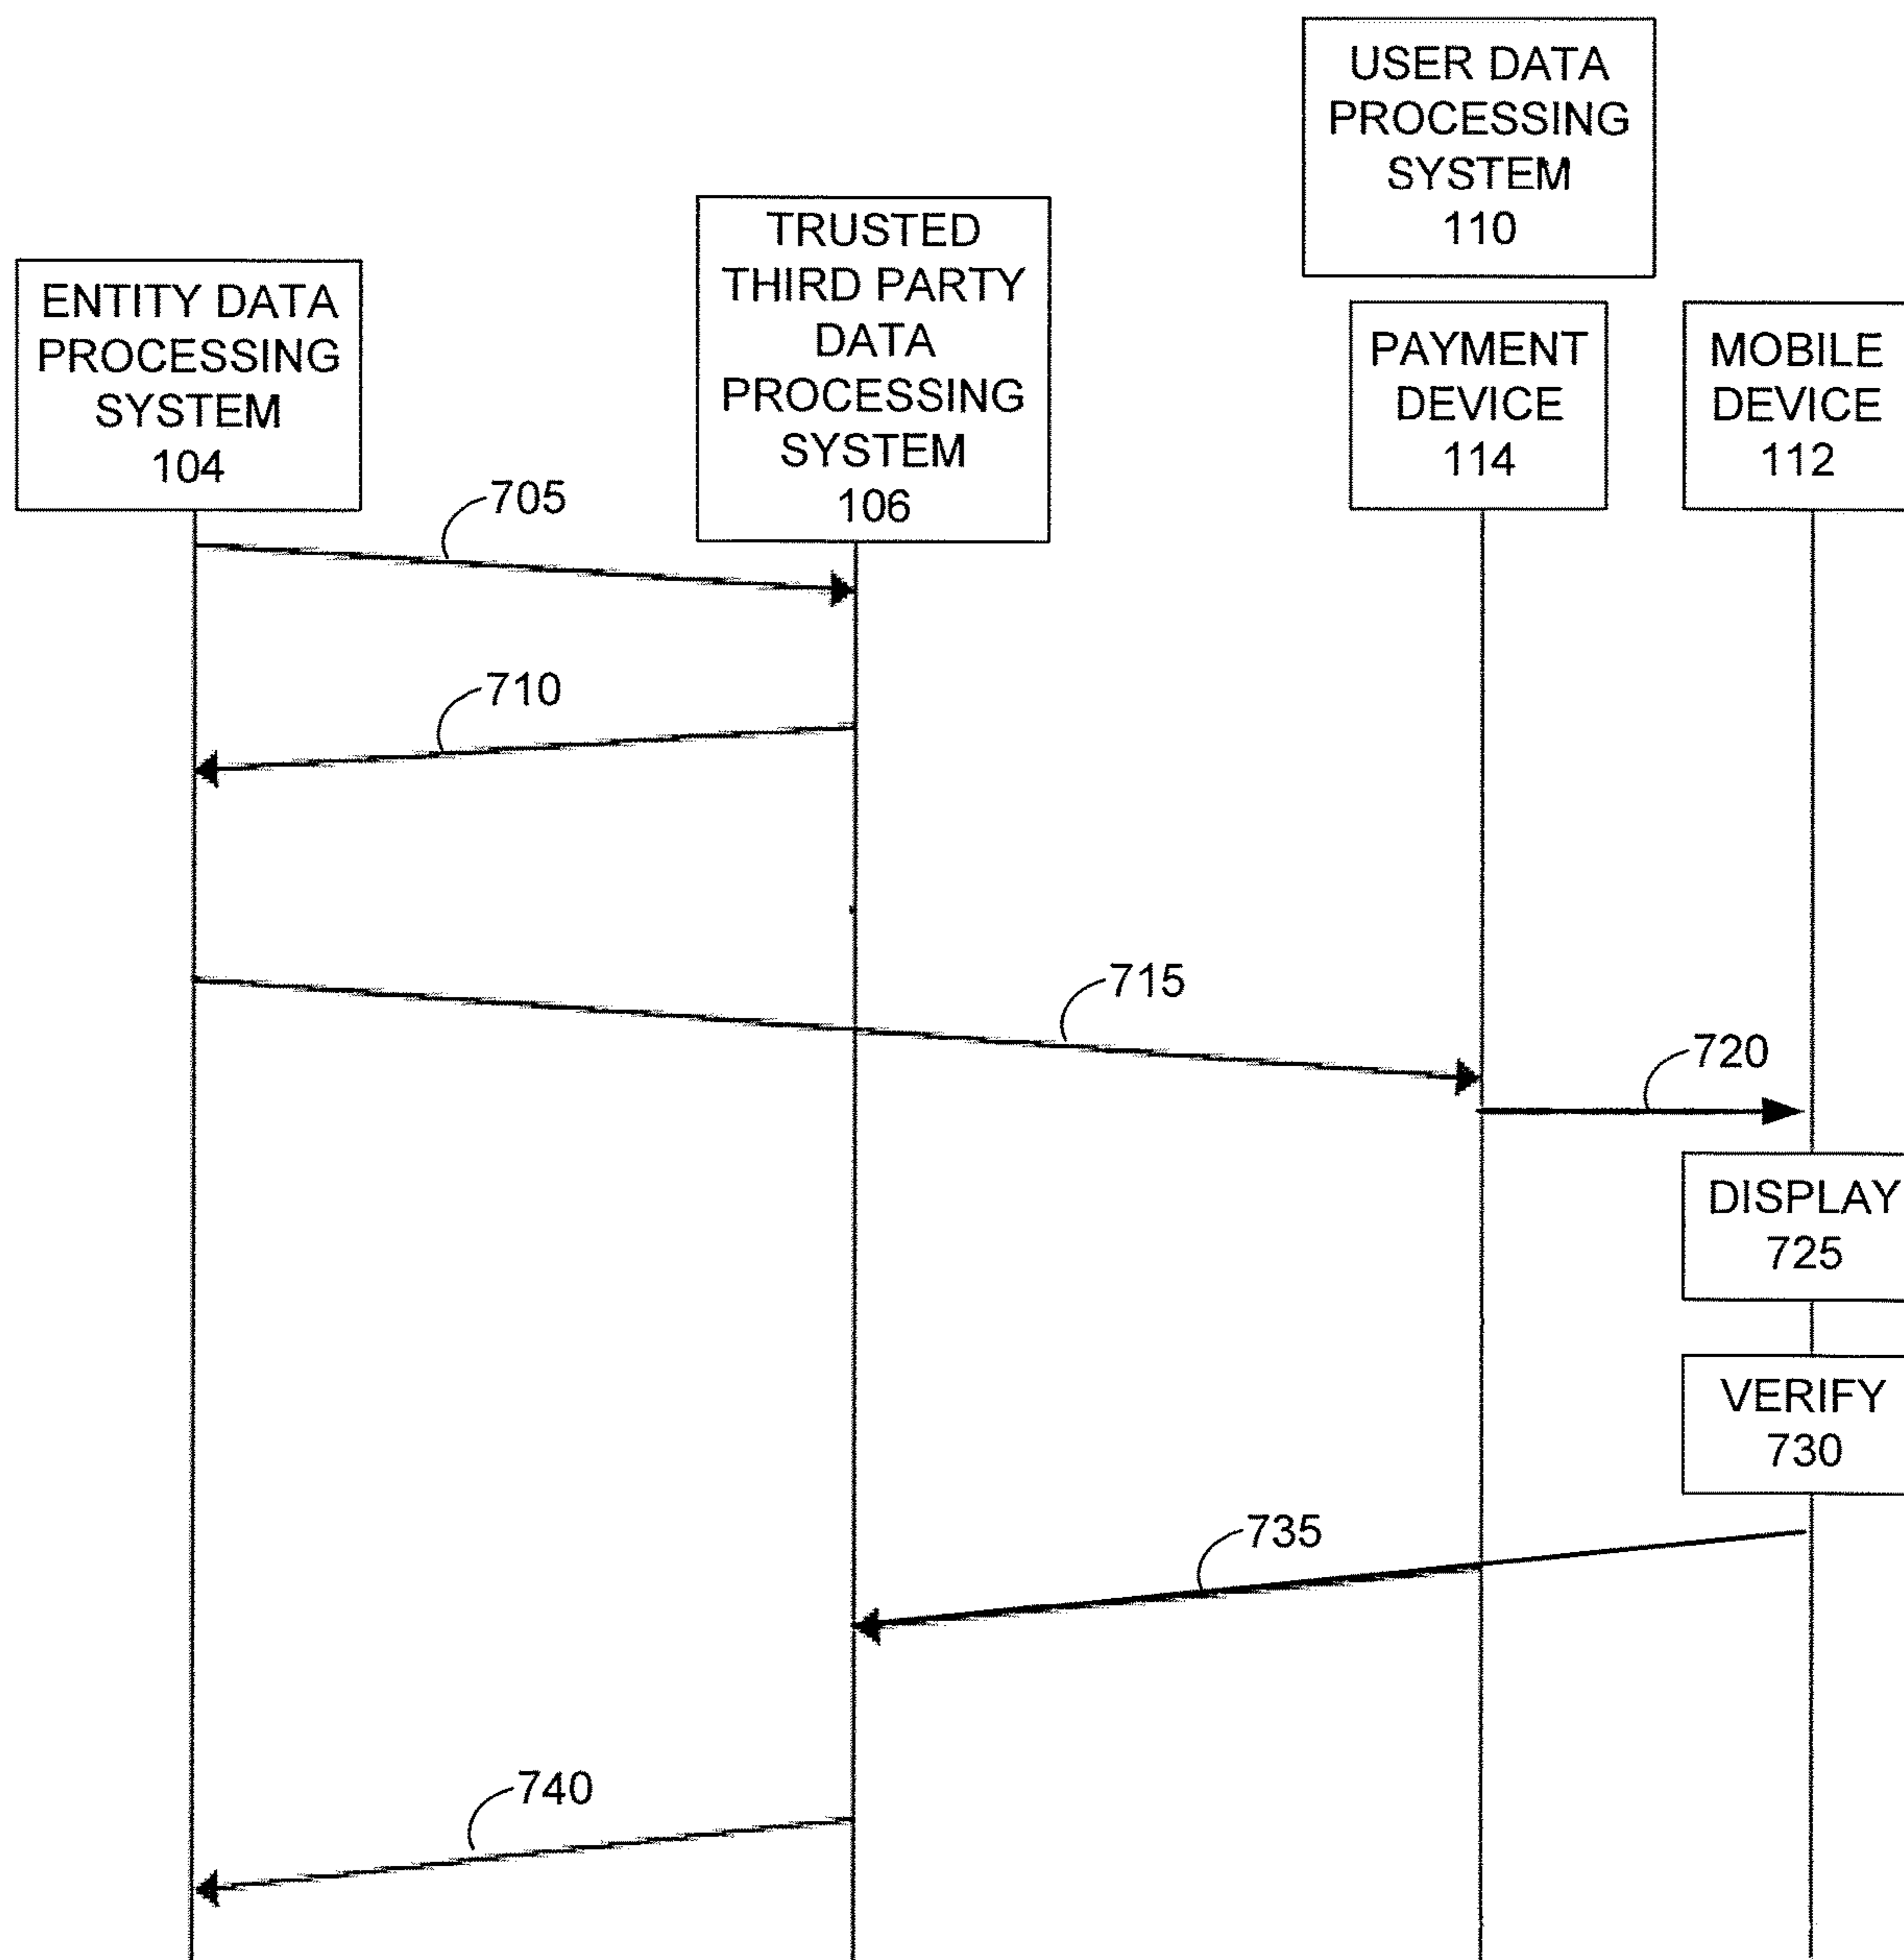 USER DATA
PROCESSING
SYSTEM
110
TRUSTED
THIRD PARTY
DATA
PROCESSING
SYSTEM
106
ENTITY DATA
PROCESSING
SYSTEM
104
PAYMENT
DEVICE
114
MOBILE
DEVICE
112
705
710
715
720
DISPLAY
725
VERIFY
730
735
740